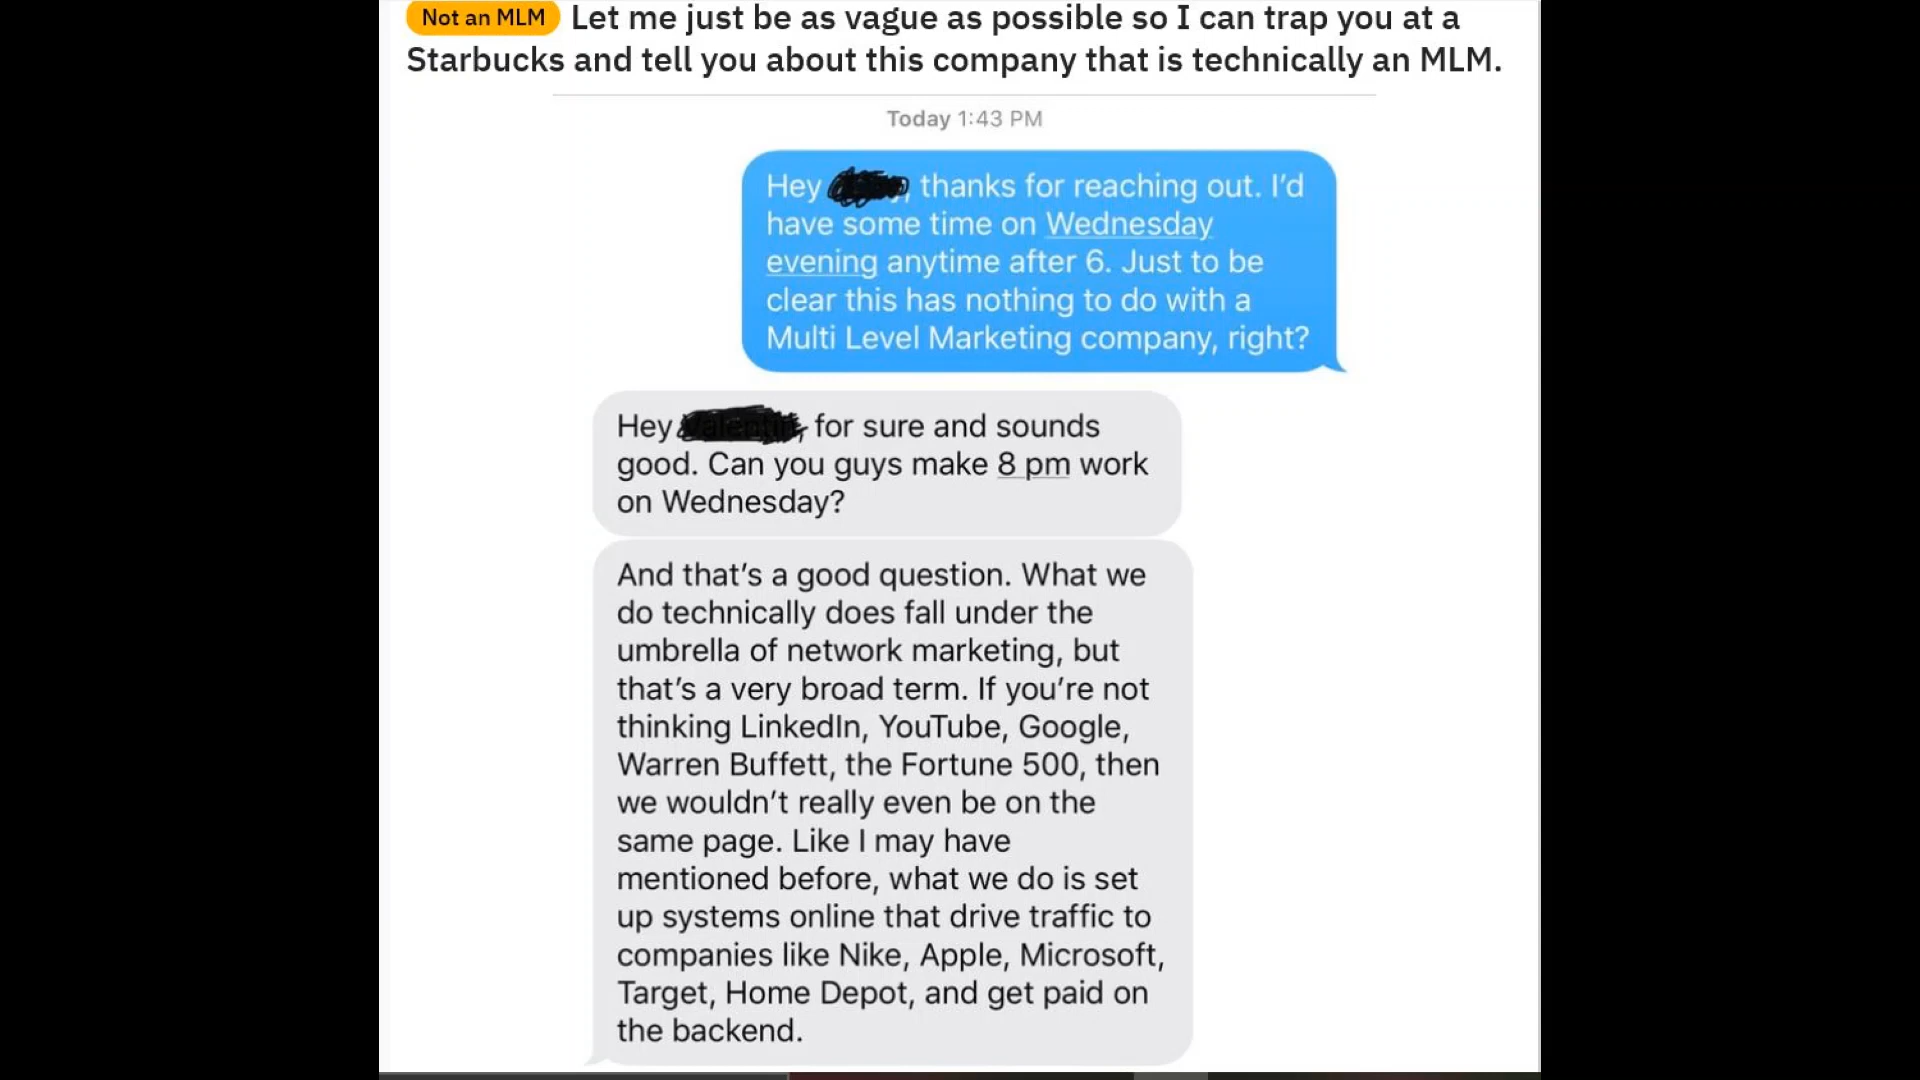 Not an MLM Let me just be as vague as possible so I can trap you at a
Starbucks and tell you about this company that is technically an MLM.
Today 1:43 PM
Hey thanks for reaching out. I'd
have some time on Wednesday
evening anytime after 6. Just to be
clear this has nothing to do with a
Multi Level Marketing company, right?
Hey for sure and sounds
good. Can you guys make 8 pm work
on Wednesday?
And that's a good question. What we
do technically does fall under the
umbrella of network marketing, but
that's a very broad term. If you're not
thinking LinkedIn, YouTube, Google,
Warren Buffett, the Fortune 500, then
we wouldn't really even be on the
same page. Like I may have
mentioned before, what we do is set
up systems online that drive traffic to
companies like Nike, Apple, Microsoft,
Target, Home Depot, and get paid on
the backend.